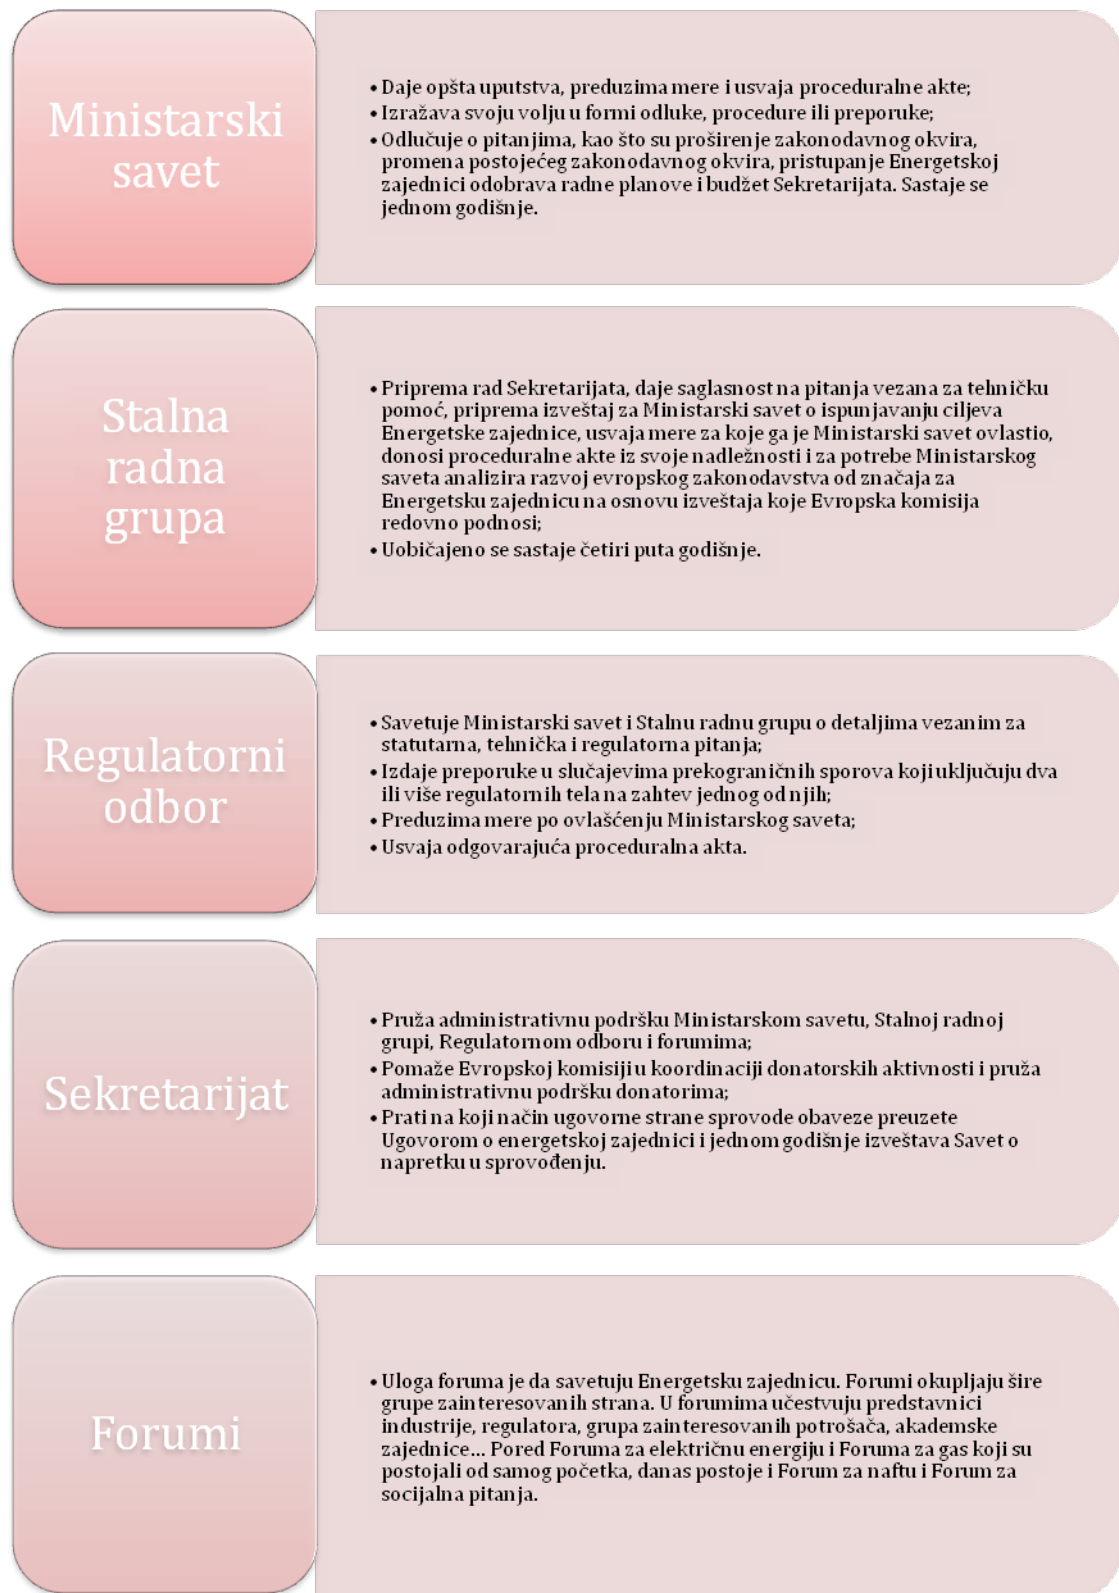 Ministarski
savet
• Daje opšta uputstva, preduzima mere i usvaja proceduralne akte;
• Izražava svoju volju u formi odluke, procedure ili preporuke;
• Odlučuje o pitanjima, kao što su proširenje zakonodavnog okvira,
promena postojećeg zakonodavnog okvira, pristupanje Energetskoj
zajednici odobrava radne planove i budžet Sekretarijata. Sastaje se
jednom godišnje.
Stalna
radna
grupa
• Priprema rad Sekretarijata, daje saglasnost na pitanja vezana za tehničku
pomoć, priprema izveštaj za Ministarski savet o ispunjavanju ciljeva
Energetske zajednice, usvaja mere za koje ga je Ministarski savet ovlastio,
donosi proceduralne akte iz svoje nadležnosti i za potrebe Ministarskog
saveta analizira razvoj evropskog zakonodavstva od značaja za
Energetsku zajednicu na osnovu izveštaja koje Evropska komisija
redovno podnosi;
• Uobičajeno se sastaje četiri puta godišnje.
Regulatorni
odbor
• Savetuje Ministarski savet i Stalnu radnu grupu o detaljima vezanim za
statutarna, tehnička i regulatorna pitanja;
• Izdaje preporuke u slučajevima prekograničnih sporova koji uključuju dva
ili više regulatornih tela na zahtev jednog od njih;
• Preduzima mere po ovlašćenju Ministarskog saveta;
• Usvaja odgovarajuća proceduralna akta.
Sekretarijat
• Pruža administrativnu podršku Ministarskom savetu, Stalnoj radnoj
grupi, Regulatornom odboru i forumima;
• Pomaže Evropskoj komisiji u koordinaciji donatorskih aktivnosti i pruža
administrativnu podršku donatorima;
• Prati na koji način ugovorne strane sprovode obaveze preuzete
Ugovorom o energetskoj zajednici i jednom godišnje izveštava Savet o
napretku u sprovođenju.
Forumi
• Uloga foruma je da savetuju Energetsku zajednicu. Forumi okupljaju šire
grupe zainteresovanih strana. U forumima učestvuju predstavnici
industrije, regulatora, grupa zainteresovanih potrošača, akademske
zajednice... Pored Foruma za električnu energiju i Foruma za gas koji su
postojali od samog početka, danas postoje i Forum za naftu i Forum za
socijalna pitanja.